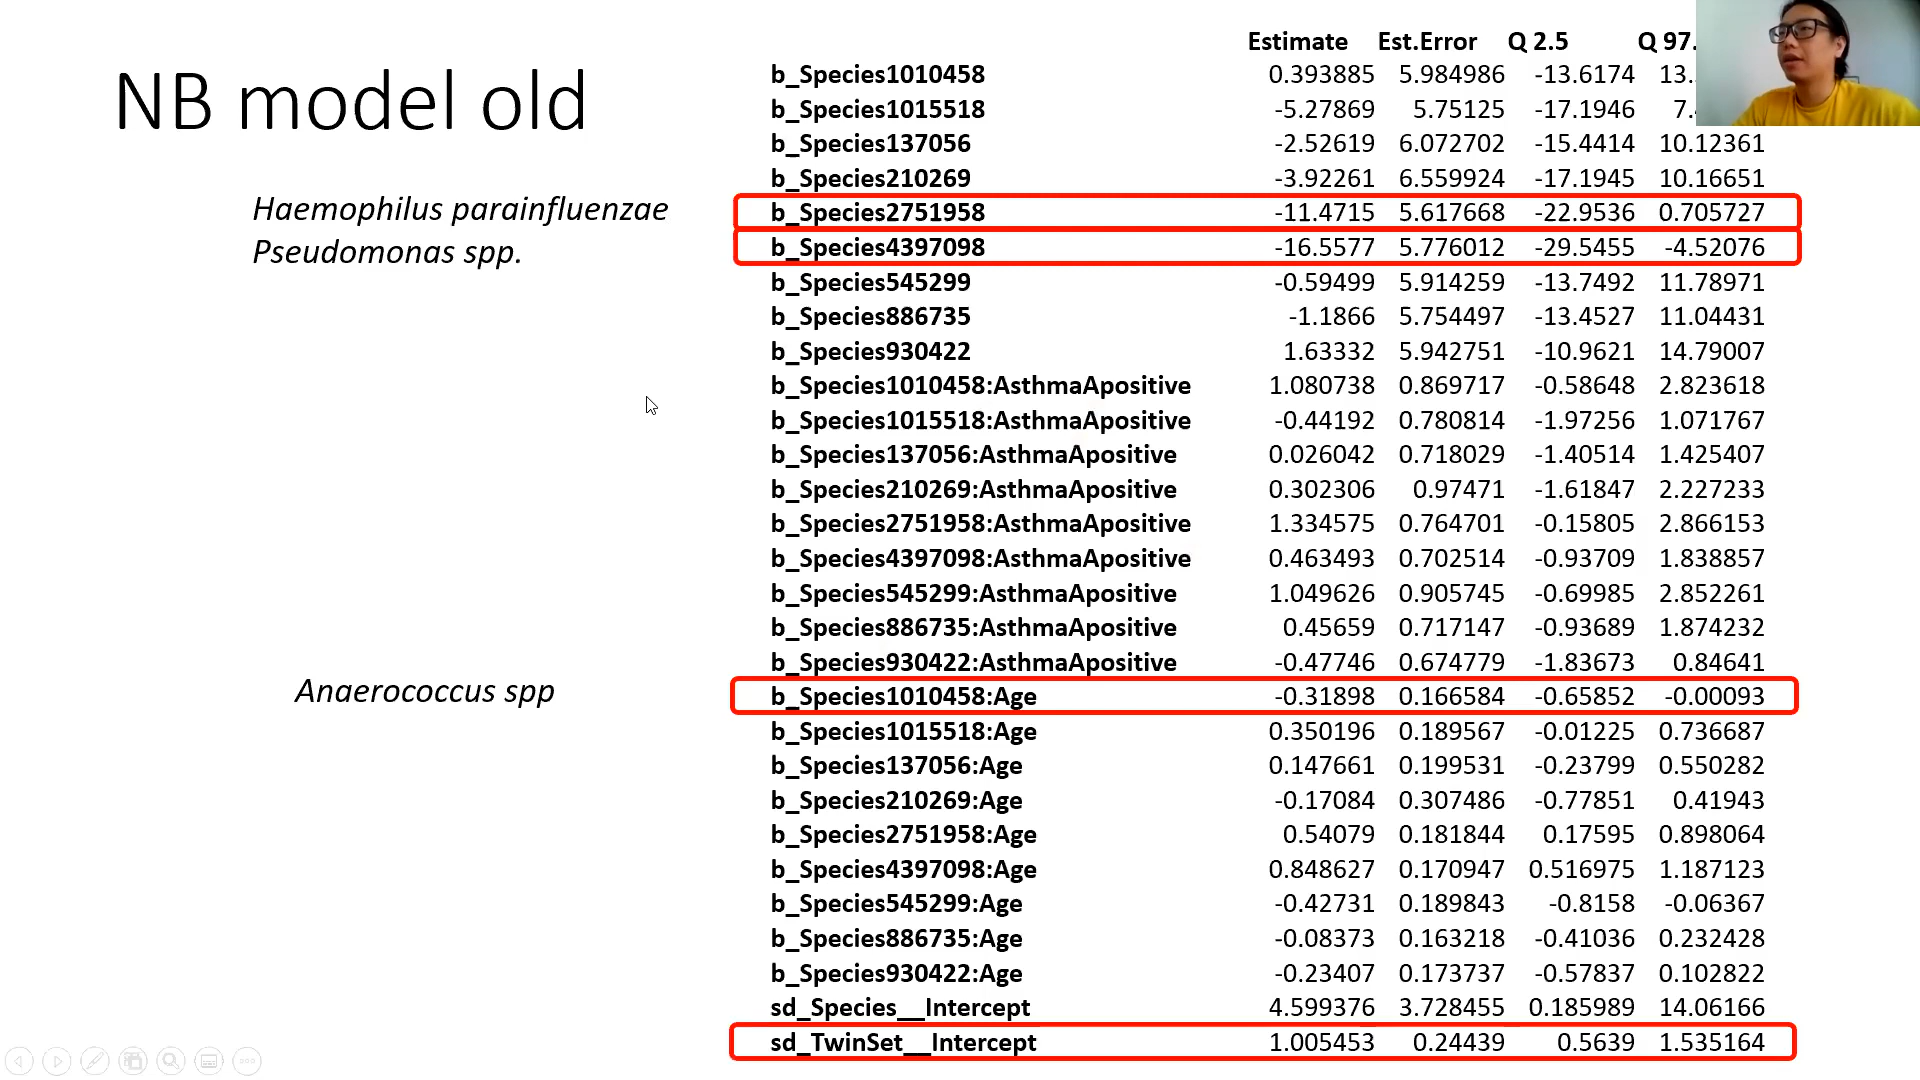 NB model old
Haemophilus parainfluenzae
Pseudomonas spp.
Anaerococcus spp
Estimate Est.Error Q 2.5 Q 97.
b_Species1010458 0.393885 5.984986 -13.6174 13.
b_Species1015518 -5.27869 5.75125 -17.1946 7.
b_Species137056 -2.52619 6.072702 -15.4414 10.12361
b_Species210269 -3.92261 6.559924 -17.1945 10.16651
b_Species2751958 -11.4715 5.617668 -22.9536 0.705727
b_Species4397098 -16.5577 5.776012 -29.5455 -4.52076
b_Species545299 -0.59499 5.914259 -13.7492 11.78971
b_Species886735 -1.1866 5.754497 -13.4527 11.04431
b_Species930422 1.63332 5.942751 -10.9621 14.79007
b_Species1010458:AsthmaApositive 1.080738 0.869717 -0.58648 2.823618
b_Species1015518:AsthmaApositive -0.44192 0.780814 -1.97256 1.071767
b_Species137056:AsthmaApositive 0.026042 0.718029 -1.40514 1.425407
b_Species210269:AsthmaApositive 0.302306 0.97471 -1.61847 2.227233
b_Species2751958:AsthmaApositive 1.334575 0.764701 -0.15805 2.866153
b_Species4397098:AsthmaApositive 0.463493 0.702514 -0.93709 1.838857
b_Species545299:AsthmaApositive 1.049626 0.905745 -0.69985 2.852261
b_Species886735:AsthmaApositive 0.45659 0.717147 -0.93689 1.874232
b_Species930422:AsthmaApositive -0.47746 0.674779 -1.83673 0.84641
b_Species1010458:Age -0.31898 0.166584 -0.65852 -0.00093
b_Species1015518:Age 0.350196 0.189567 -0.01225 0.736687
b_Species137056:Age 0.147661 0.199531 -0.23799 0.550282
b_Species210269:Age -0.17084 0.307486 -0.77851 0.41943
b_Species2751958:Age 0.54079 0.181844 0.17595 0.898064
b_Species4397098:Age 0.848627 0.170947 0.516975 1.187123
b_Species545299:Age -0.42731 0.189843 -0.8158 -0.06367
b_Species886735:Age -0.08373 0.163218 -0.41036 0.232428
b_Species930422:Age -0.23407 0.173737 -0.57837 0.102822
sd_Species__Intercept 4.599376 3.728455 0.185989 14.06166
sd_TwinSet__Intercept 1.005453 0.24439 0.5639 1.535164